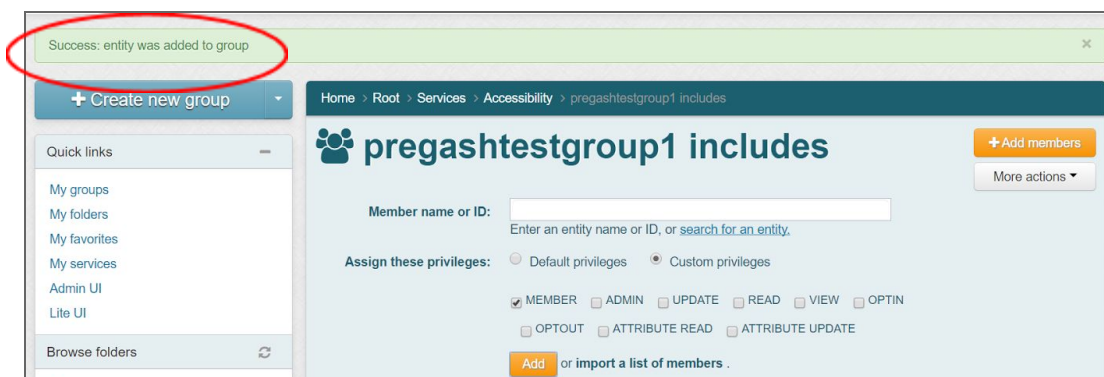 Success: entity was added to group ×
+ Create new group
Home > Root > Services > Accessibility > pregashtestgroup1 includes
Quick links
My groups
My folders
My favorites
My services
Admin UI
Lite UI
Browse folders
pregashtestgroup1 includes
+Add members
More actions
Member name or ID:
Enter an entity name or ID, or search for an entity.
Assign these privileges: Default privileges Custom privileges
MEMBER ADMIN UPDATE READ VIEW OPTIN
OPTOUT ATTRIBUTE READ ATTRIBUTE UPDATE
Add or import a list of members .